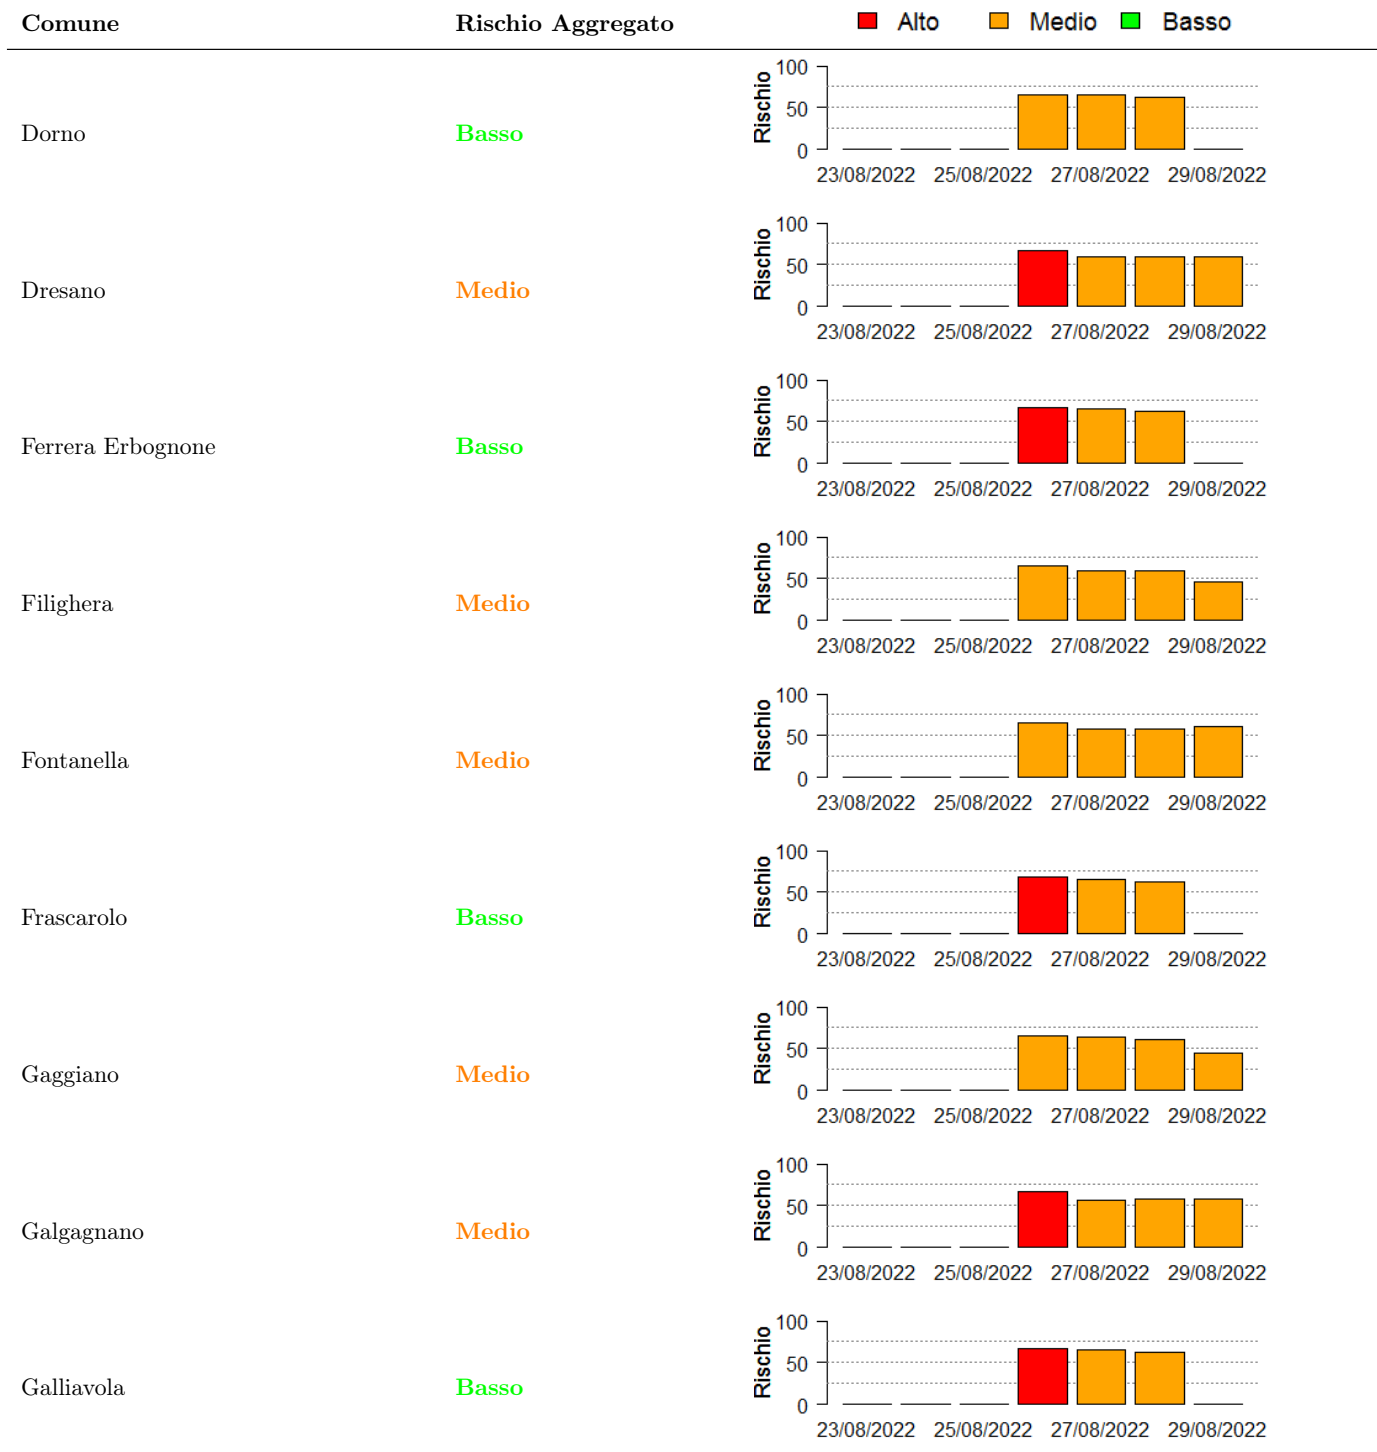 Comune Rischio Aggregato Alto Medio Basso
100
50
0
Rischio
Dorno Basso
23/08/2022 25/08/2022 27/08/2022 29/08/2022
100
50
0
Rischio
Dresano Medio
23/08/2022 25/08/2022 27/08/2022 29/08/2022
100
50
0
Rischio
Ferrera Erbognone Basso
23/08/2022 25/08/2022 27/08/2022 29/08/2022
100
50
0
Rischio
Filighera Medio
23/08/2022 25/08/2022 27/08/2022 29/08/2022
100
50
0
Rischio
Fontanella Medio
23/08/2022 25/08/2022 27/08/2022 29/08/2022
100
50
0
Rischio
Frascarolo Basso
23/08/2022 25/08/2022 27/08/2022 29/08/2022
100
50
0
Rischio
Gaggiano Medio
23/08/2022 25/08/2022 27/08/2022 29/08/2022
100
50
0
Rischio
Galgagnano Medio
23/08/2022 25/08/2022 27/08/2022 29/08/2022
100
50
0
Rischio
Galliavola Basso
23/08/2022 25/08/2022 27/08/2022 29/08/2022